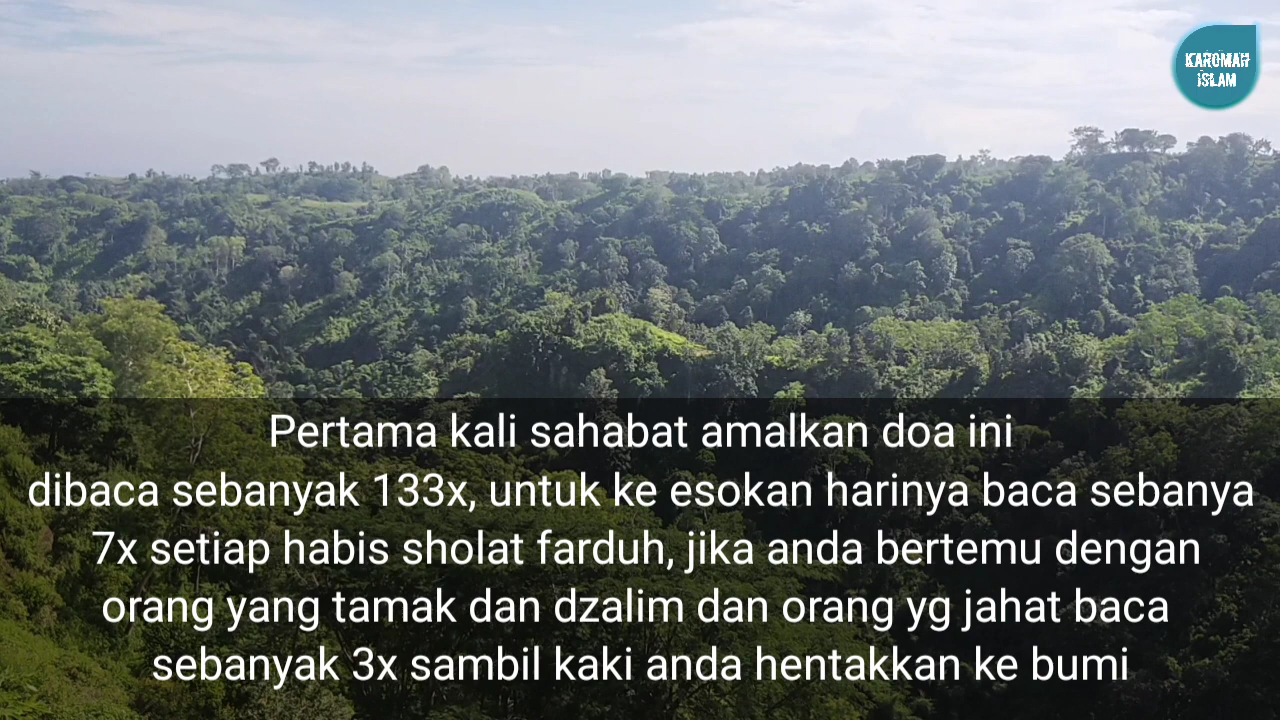 KAROMAH
ISLAM
Pertama kali sahabat amalkan doa ini
dibaca sebanyak 133x, untuk ke esokan harinya baca sebanya
7x setiap habis sholat farduh, jika anda bertemu dengan
orang yang tamak dan dzalim dan orang yg jahat baca
sebanyak 3x sambil kaki anda hentakkan ke bumi